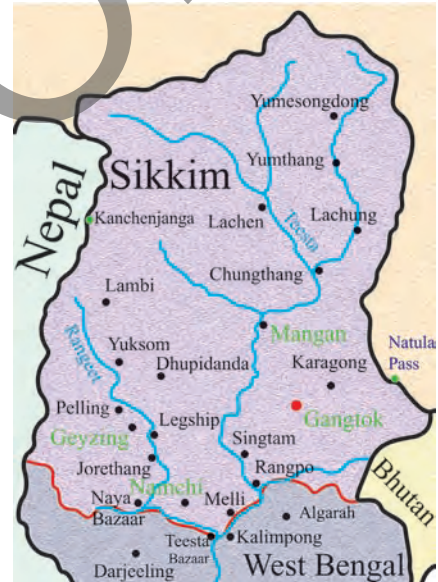 Yumesongdong
Yumthang
Sikkim
Nepal
Kanchenjanga
Lachen
Lachung
Teesta
Chungthang
Lambi
Mangan
Rangeet
Yuksom
Dhupidanda
Karagong
Natula
Pass
Pelling
Legship
Gangtok
Geyzing
Singtam
Jorethang
Rangpo
Bhutan
Naya
Bazaar
Namchi
Melli
Algarah
Teesta
Bazaar
Kalimpong
Darjeeling
West Bengal